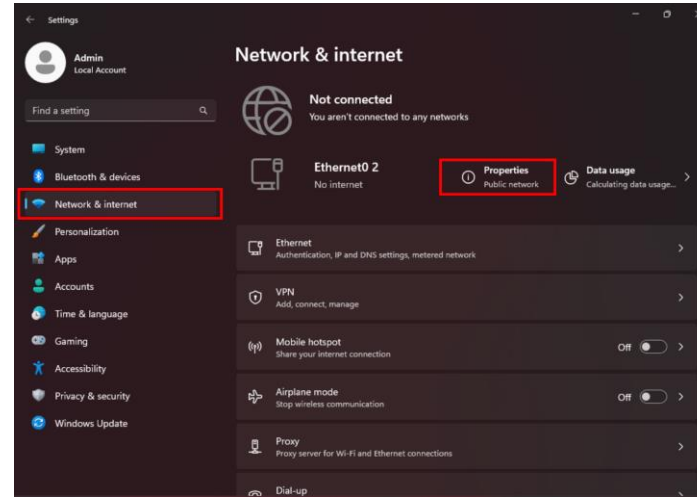 Settings
Admin
Local Account
Find a setting
System
Bluetooth & devices
Network & internet
Personalization
Apps
Accounts
Time & language
Gaming
Accessibility
Privacy & security
Windows Update
Network & internet
Not connected
You aren't connected to any networks
Ethernet0 2
No internet
Properties
Public network
Data usage
Calculating data usage...
Ethernet
Authentication, IP and DNS settings, metered network
VPN
Add, connect, manage
Mobile hotspot
Share your internet connection
Off
Airplane mode
Stop wireless communication
Off
Proxy
Proxy server for Wi-Fi and Ethernet connections
Dial-up